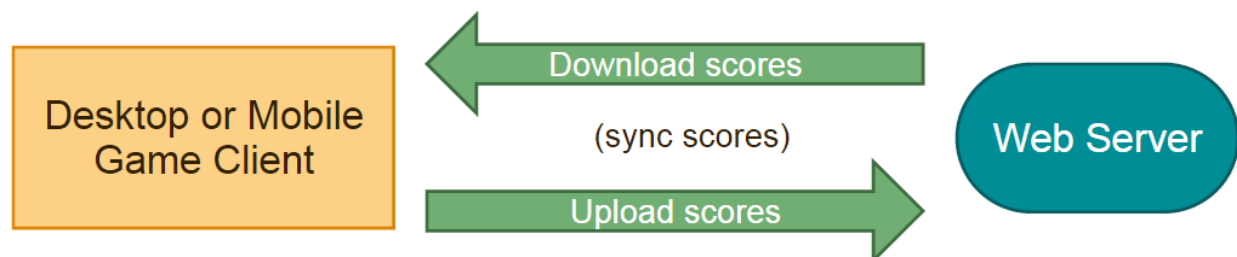 Desktop or Mobile
Game Client
Download scores
(sync scores)
Upload scores
Web Server